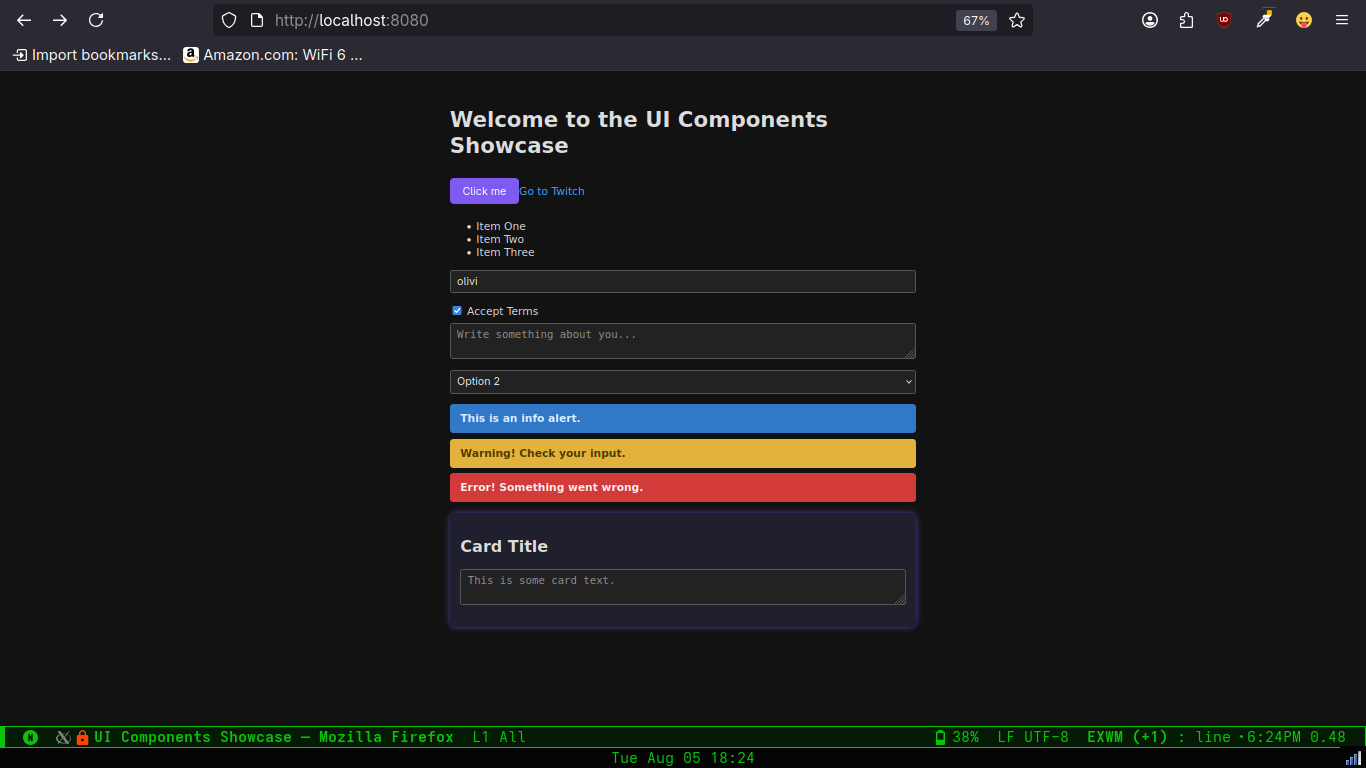 http://localhost:8080
67%
Import bookmarks...
Amazon.com: WiFi 6 ...
Welcome to the UI Components
Showcase
Click me
Go to Twitch
• Item One
• Item Two
• Item Three
olivi
Accept Terms
Write something about you...
Option 2
This is an info alert.
Warning! Check your input.
Error! Something went wrong.
Card Title
This is some card text.
N UI Components Showcase — Mozilla Firefox L1 All 38% LF UTF-8 EXWM (+1) : line •6:24PM 0.48
Tue Aug 05 18:24